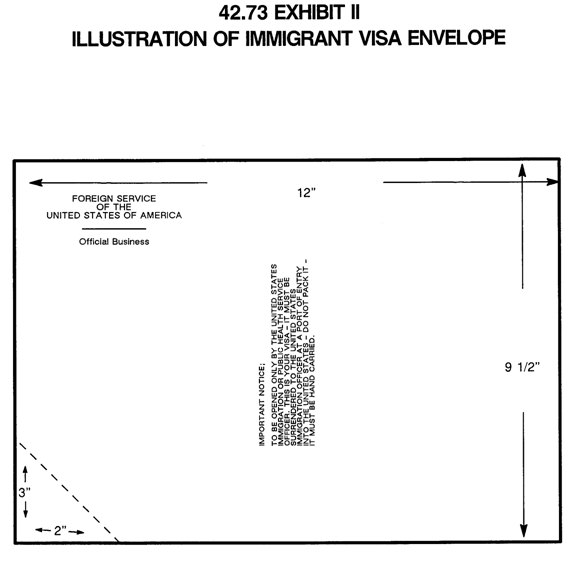 42.73 EXHIBIT II
ILLUSTRATION OF IMMIGRANT VISA ENVELOPE
12"
FOREIGN SERVICE
OF THE
UNITED STATES OF AMERICA
Official Business
IMPORTANT NOTICE:
TO BE OPENED ONLY BY THE UNITED STATES
IMMIGRATION OR PUBLIC HEALTH SERVICE
OFFICER. THIS IS YOUR VISA - IT MUST BE
SURRENDERED TO THE UNITED STATES
IMMIGRATION OFFICER AT A PORT OF ENTRY
INTO THE UNITED STATES - DO NOT PACK IT -
IT MUST BE HAND CARRIED.
9 1/2"
3"
2"